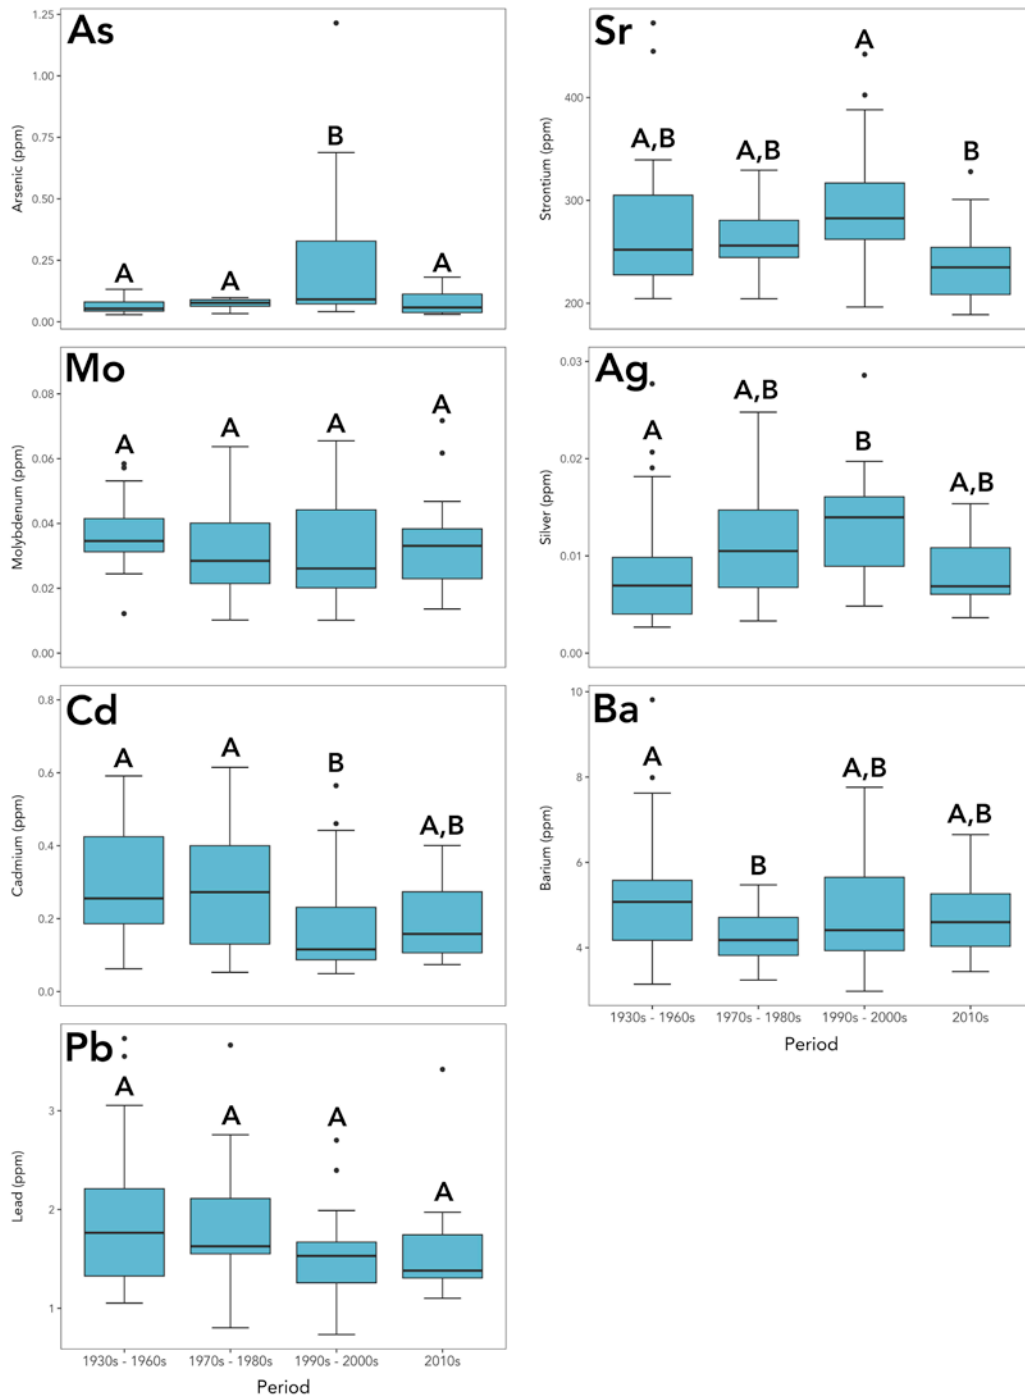 As
Arsenic (ppm)
1.25
1.00
0.75
0.50
0.25
0.00
A
A
B
A
Sr
Strontium (ppm)
400
300
200
A,B
A,B
A
B
Mo
Molybdenum (ppm)
0.08
0.06
0.04
0.02
0.00
A
A
A
A
Ag
Silver (ppm)
0.03
0.02
0.01
0.00
A
A,B
B
A,B
Cd
Cadmium (ppm)
0.8
0.6
0.4
0.2
0.0
A
A
B
A,B
Ba
Barium (ppm)
10
8
6
4
A
B
A,B
A,B
1930s - 1960s
1970s - 1980s
1990s - 2000s
2010s
Period
Pb
Lead (ppm)
3
2
1
A
A
A
A
1930s - 1960s
1970s - 1980s
1990s - 2000s
2010s
Period